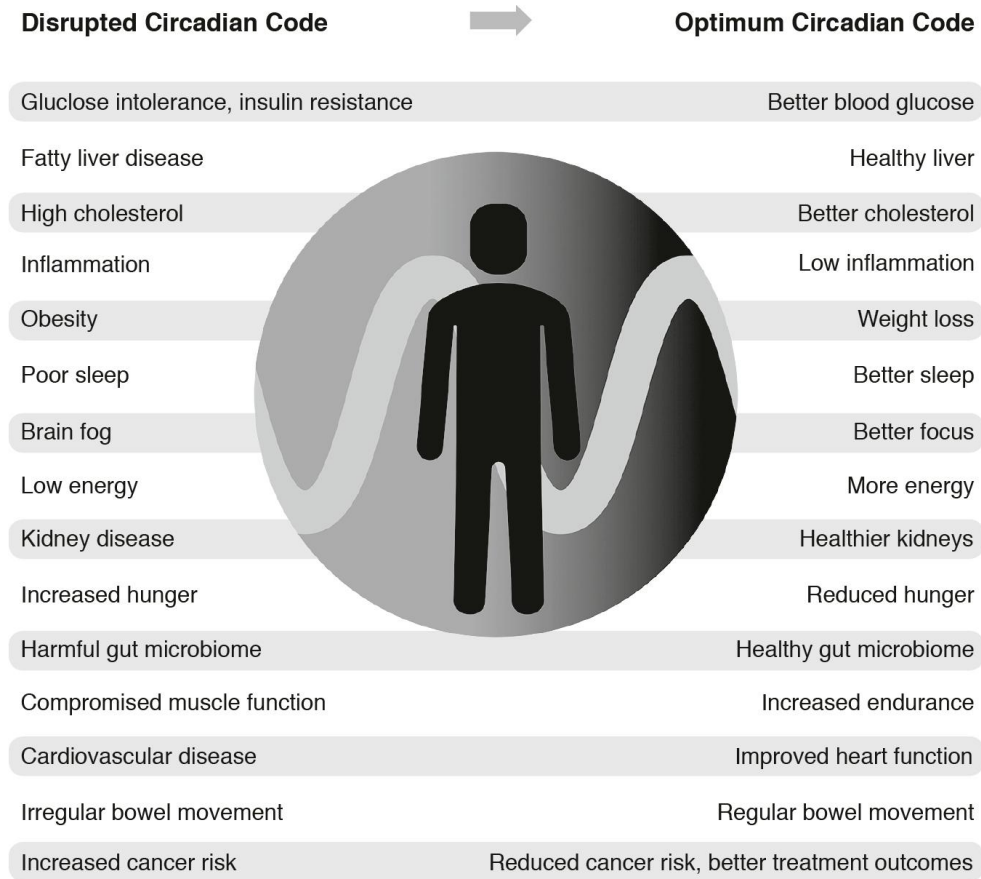 Disrupted Circadian Code Optimum Circadian Code
Gluclose intolerance, insulin resistance Better blood glucose
Fatty liver disease Healthy liver
High cholesterol Better cholesterol
Inflammation Low inflammation
Obesity Weight loss
Poor sleep Better sleep
Brain fog Better focus
Low energy More energy
Kidney disease Healthier kidneys
Increased hunger Reduced hunger
Harmful gut microbiome Healthy gut microbiome
Compromised muscle function Increased endurance
Cardiovascular disease Improved heart function
Irregular bowel movement Regular bowel movement
Increased cancer risk Reduced cancer risk, better treatment outcomes